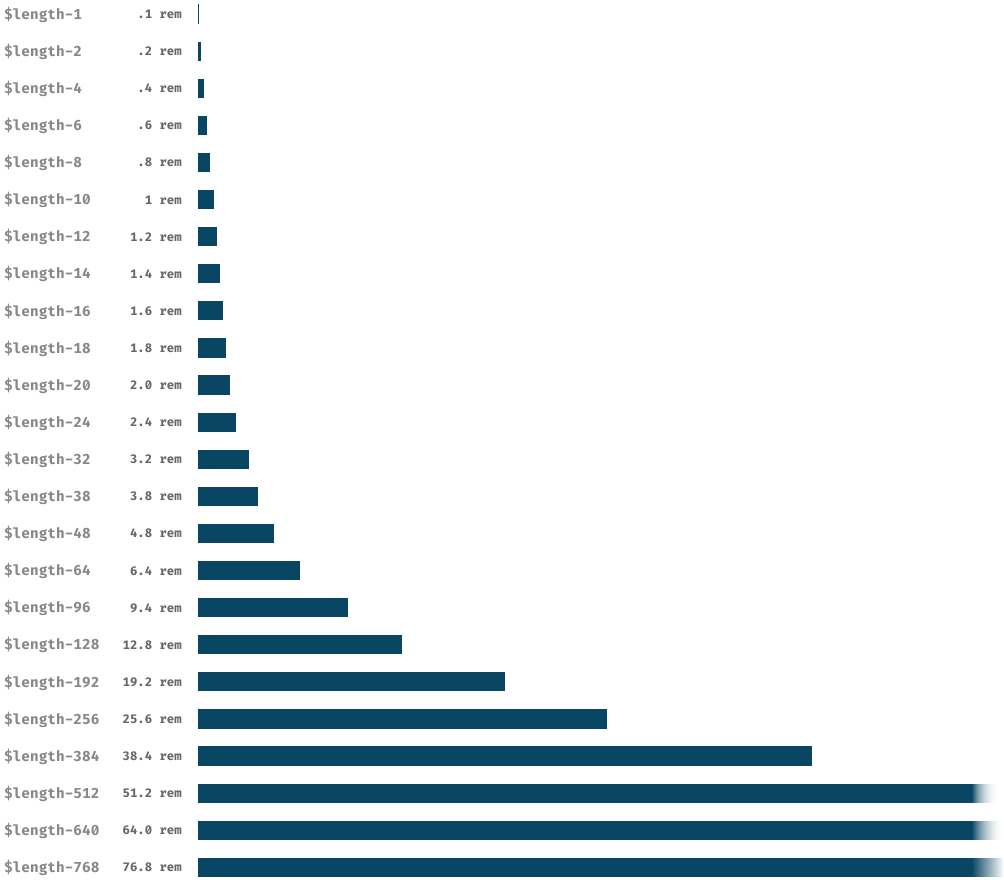 $length-1 .1 rem
$length-2 .2 rem
$length-4 .4 rem
$length-6 .6 rem
$length-8 .8 rem
$length-10 1 rem
$length-12 1.2 rem
$length-14 1.4 rem
$length-16 1.6 rem
$length-18 1.8 rem
$length-20 2.0 rem
$length-24 2.4 rem
$length-32 3.2 rem
$length-38 3.8 rem
$length-48 4.8 rem
$length-64 6.4 rem
$length-96 9.4 rem
$length-128 12.8 rem
$length-192 19.2 rem
$length-256 25.6 rem
$length-384 38.4 rem
$length-512 51.2 rem
$length-640 64.0 rem
$length-768 76.8 rem